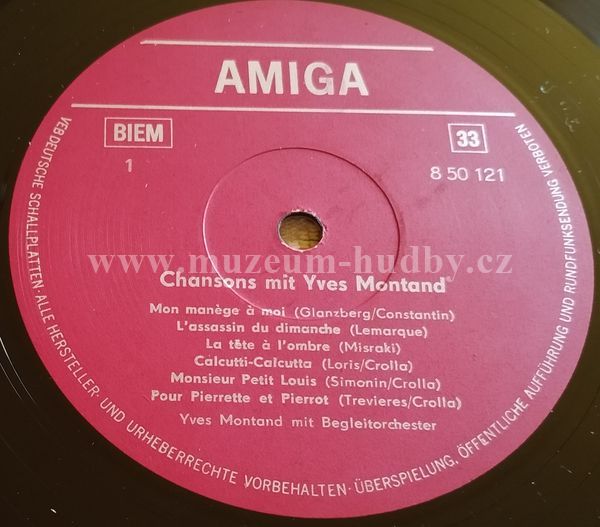 AMIGA
BIEM
33
1
8 50 121
www.muzeum-hudby.cz
Chansons mit Yves Montand
Mon manège à moi (Glanzberg/Constantin)
L'assassin du dimanche (Lemarque)
La tête à l'ombre (Misraki)
Calcutti-Calcutta (Loris/Crolla)
Monsieur Petit Louis (Simonin/Crolla)
Pour Pierrette et Pierrot (Trevieres/Crolla)
Yves Montand mit Begleitorchester
VEB DEUTSCHE SCHALLPLATTEN · ALLE HERSTELLER- UND URHEBERRECHTE VORBEHALTEN · ÜBERSPIELUNG, ÖFFENTLICHE AUFFÜHRUNG UND RUNDFUNKSENDUNG VERBOTEN